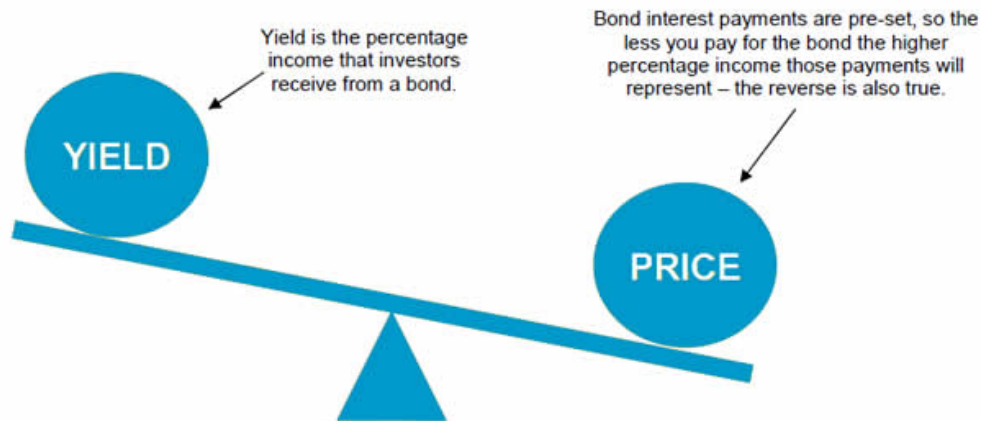 Yield is the percentage
income that investors
receive from a bond.
Bond interest payments are pre-set, so the
less you pay for the bond the higher
percentage income those payments will
represent – the reverse is also true.
YIELD
PRICE